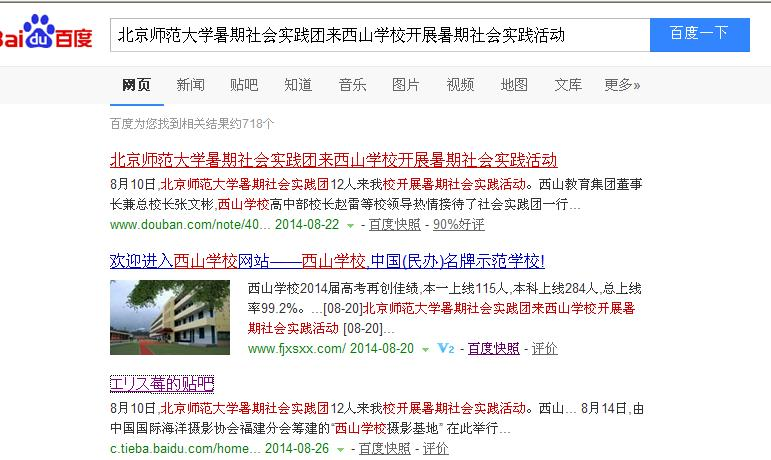 Bai du 百度
北京师范大学暑期社会实践团来西山学校开展暑期社会实践活动
百度一下
网页 新闻 贴吧 知道 音乐 图片 视频 地图 文库 更多»
百度为您找到相关结果约718个
北京师范大学暑期社会实践团来西山学校开展暑期社会实践活动
8月10日,北京师范大学暑期社会实践团12人来我校开展暑期社会实践活动。西山教育集团董事
长兼总校长张文彬,西山学校高中部校长赵雷等校领导热情接待了社会实践团一行...
www.douban.com/note/40... 2014-08-22 - 百度快照 - 90%好评
欢迎进入西山学校网站——西山学校,中国(民办)名牌示范学校!
西山学校2014届高考再创佳绩,本一上线115人,本科上线284人,总上线
率99.2%。...[08-20]北京师范大学暑期社会实践团来西山学校开展暑
期社会实践活动 [08-20]...
www.fjxsxx.com/ 2014-08-20 V2 - 百度快照 - 评价
エリス莓的贴吧
8月10日,北京师范大学暑期社会实践团12人来我校开展暑期社会实践活动。西山... 8月14日,由
中国国际海洋摄影协会福建分会筹建的“西山学校摄影基地” 在此举行...
c.tieba.baidu.com/home... 2014-08-26 - 百度快照 - 评价